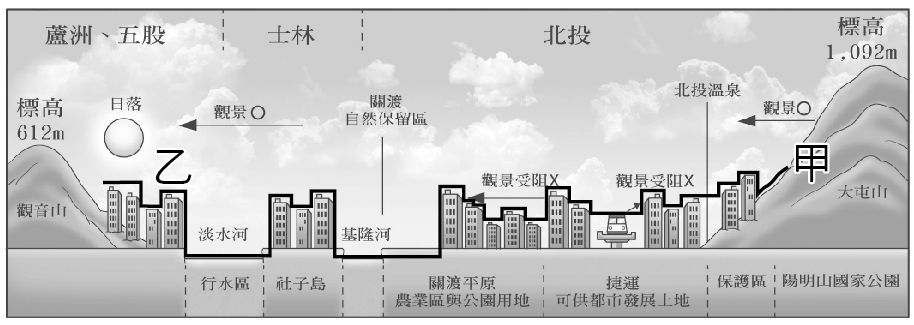 蘆洲、五股
士林
北投
標高
1,092m
標高
612m
日落
觀景○
關渡
自然保留區
北投溫泉
觀景○
乙
甲
觀景受阻X
觀景受阻X
觀音山
大屯山
淡水河
基隆河
行水區
社子島
關渡平原
農業區與公園用地
捷運
可供都市發展土地
保護區
陽明山國家公園